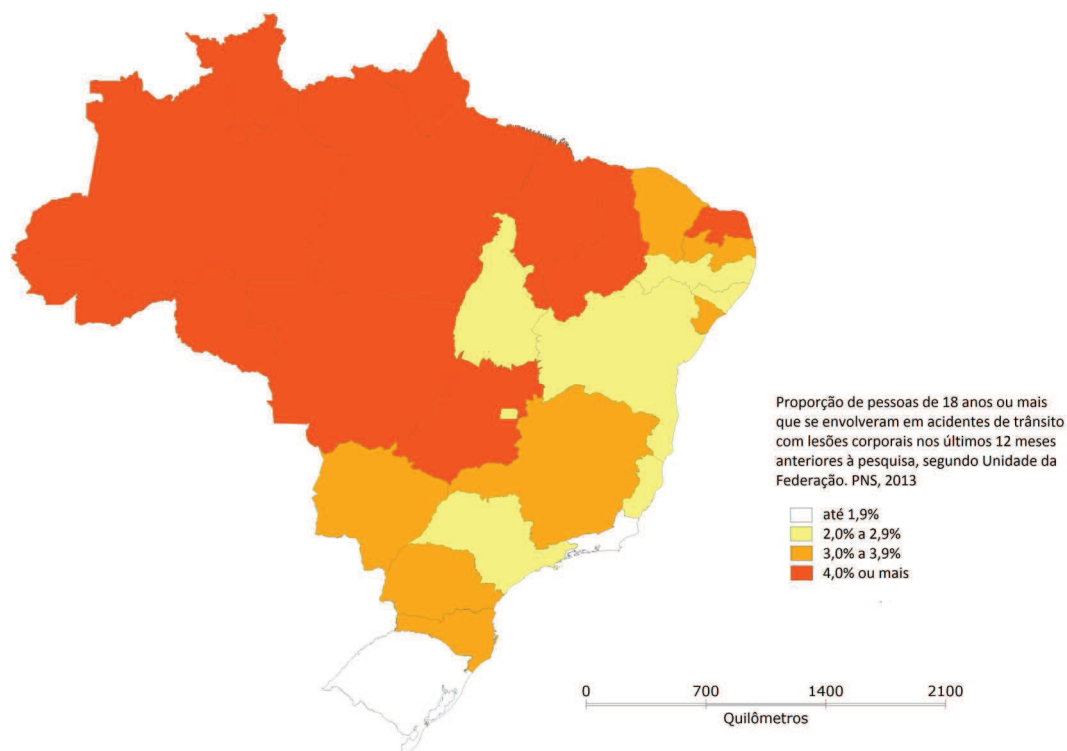 Proporção de pessoas de 18 anos ou mais
que se envolveram em acidentes de trânsito
com lesões corporais nos últimos 12 meses
anteriores à pesquisa, segundo Unidade da
Federação. PNS, 2013
até 1,9%
2,0% a 2,9%
3,0% a 3,9%
4,0% ou mais
0 700 1400 2100
Quilômetros